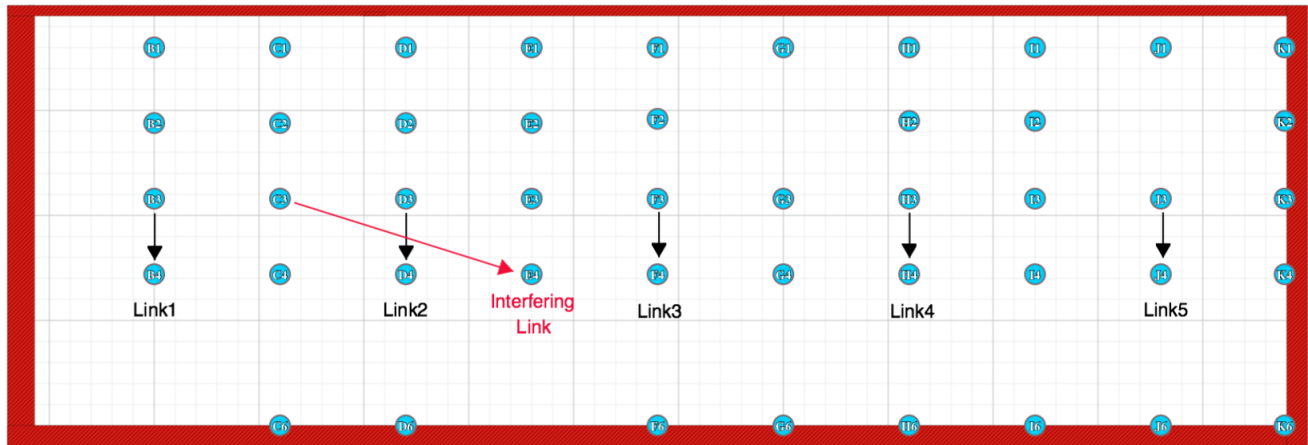 B1 C1 D1 E1 F1 G1 H1 I1 J1 K1
B2 C2 D2 E2 F2 H2 I2 K2
B3 C3 D3 E3 F3 G3 H3 I3 J3 K3
B4 C4 D4 E4 F4 G4 H4 I4 J4 K4
Link1 Link2 Interfering Link3 Link4 Link5
Link
C6 D6 F6 G6 H6 I6 J6 K6